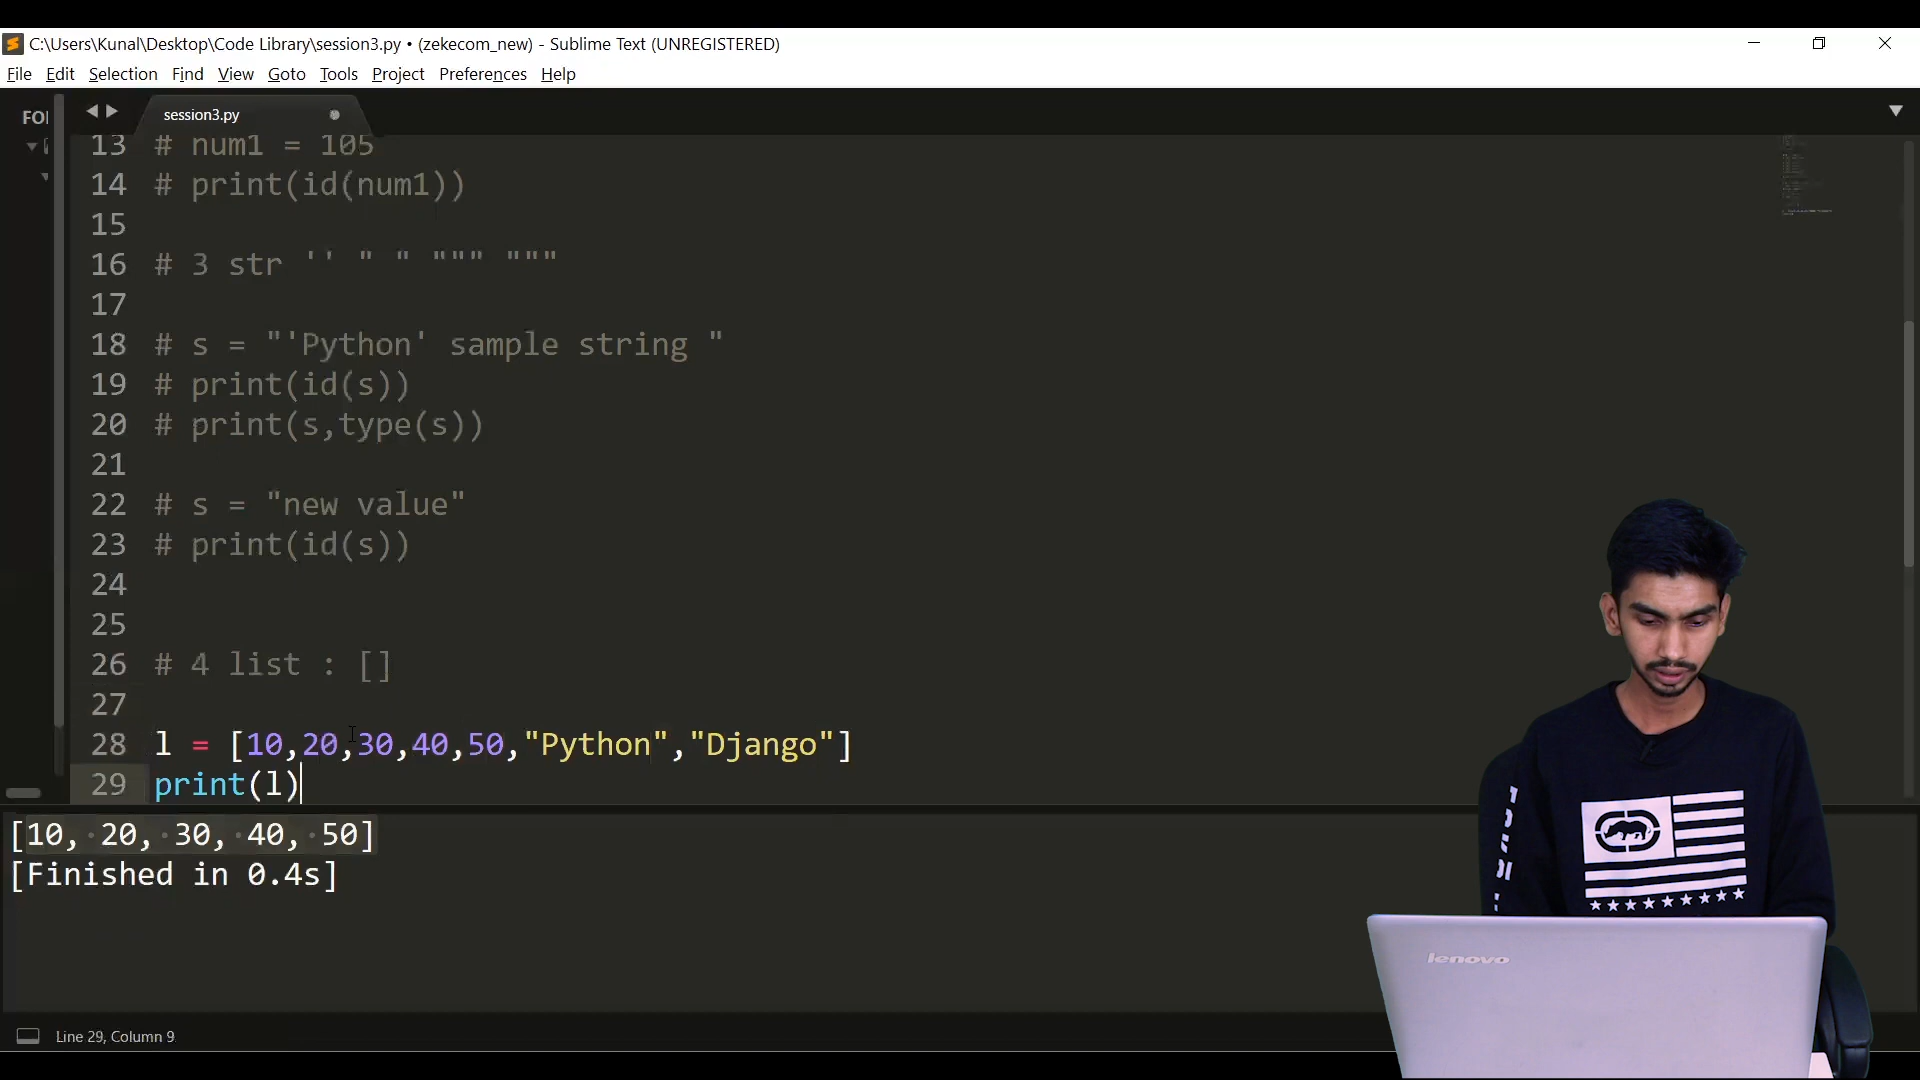 C:\Users\Kunal\Desktop\Code Library\session3.py • (zekecom_new) - Sublime Text (UNREGISTERED)
File Edit Selection Find View Goto Tools Project Preferences Help
FOI
session3.py
13 # num1 = 105
14 # print(id(num1))
15
16 # 3 str '' " " """ """
17
18 # s = "'Python' sample string "
19 # print(id(s))
20 # print(s,type(s))
21
22 # s = "new value"
23 # print(id(s))
24
25
26 # 4 list : []
27
28 l = [10,20,30,40,50,"Python","Django"]
29 print(l)
[10, 20, 30, 40, 50]
[Finished in 0.4s]
Line 29, Column 9
lenovo